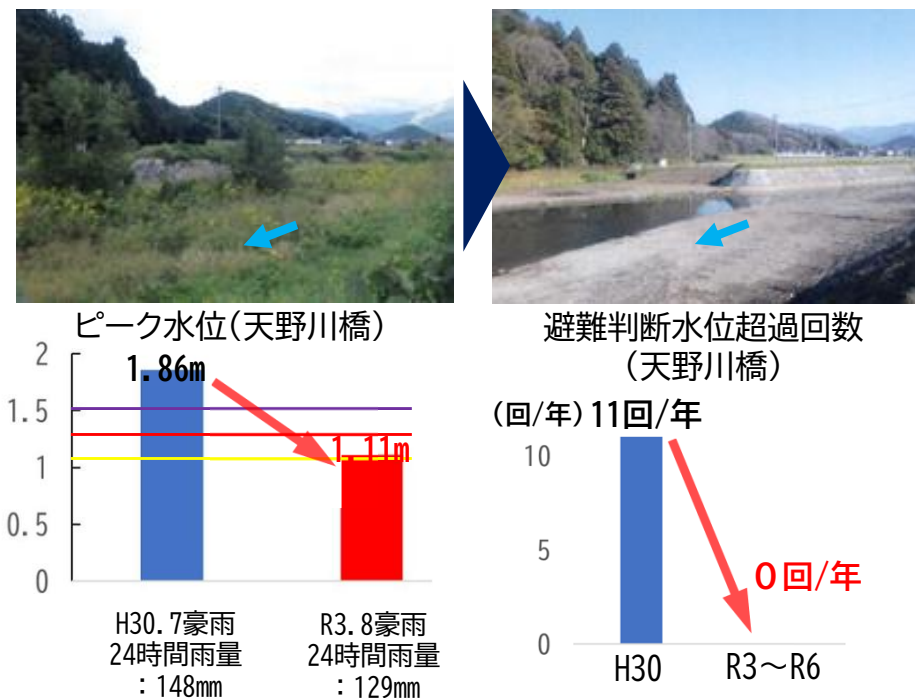 ピーク水位(天野川橋)
2
1.86m
1.5
1.11m
1
0.5
0
H30.7豪雨
24時間雨量
：148mm
R3.8豪雨
24時間雨量
：129mm
避難判断水位超過回数
(天野川橋)
(回/年)
11回/年
10
5
0回/年
0
H30
R3～R6